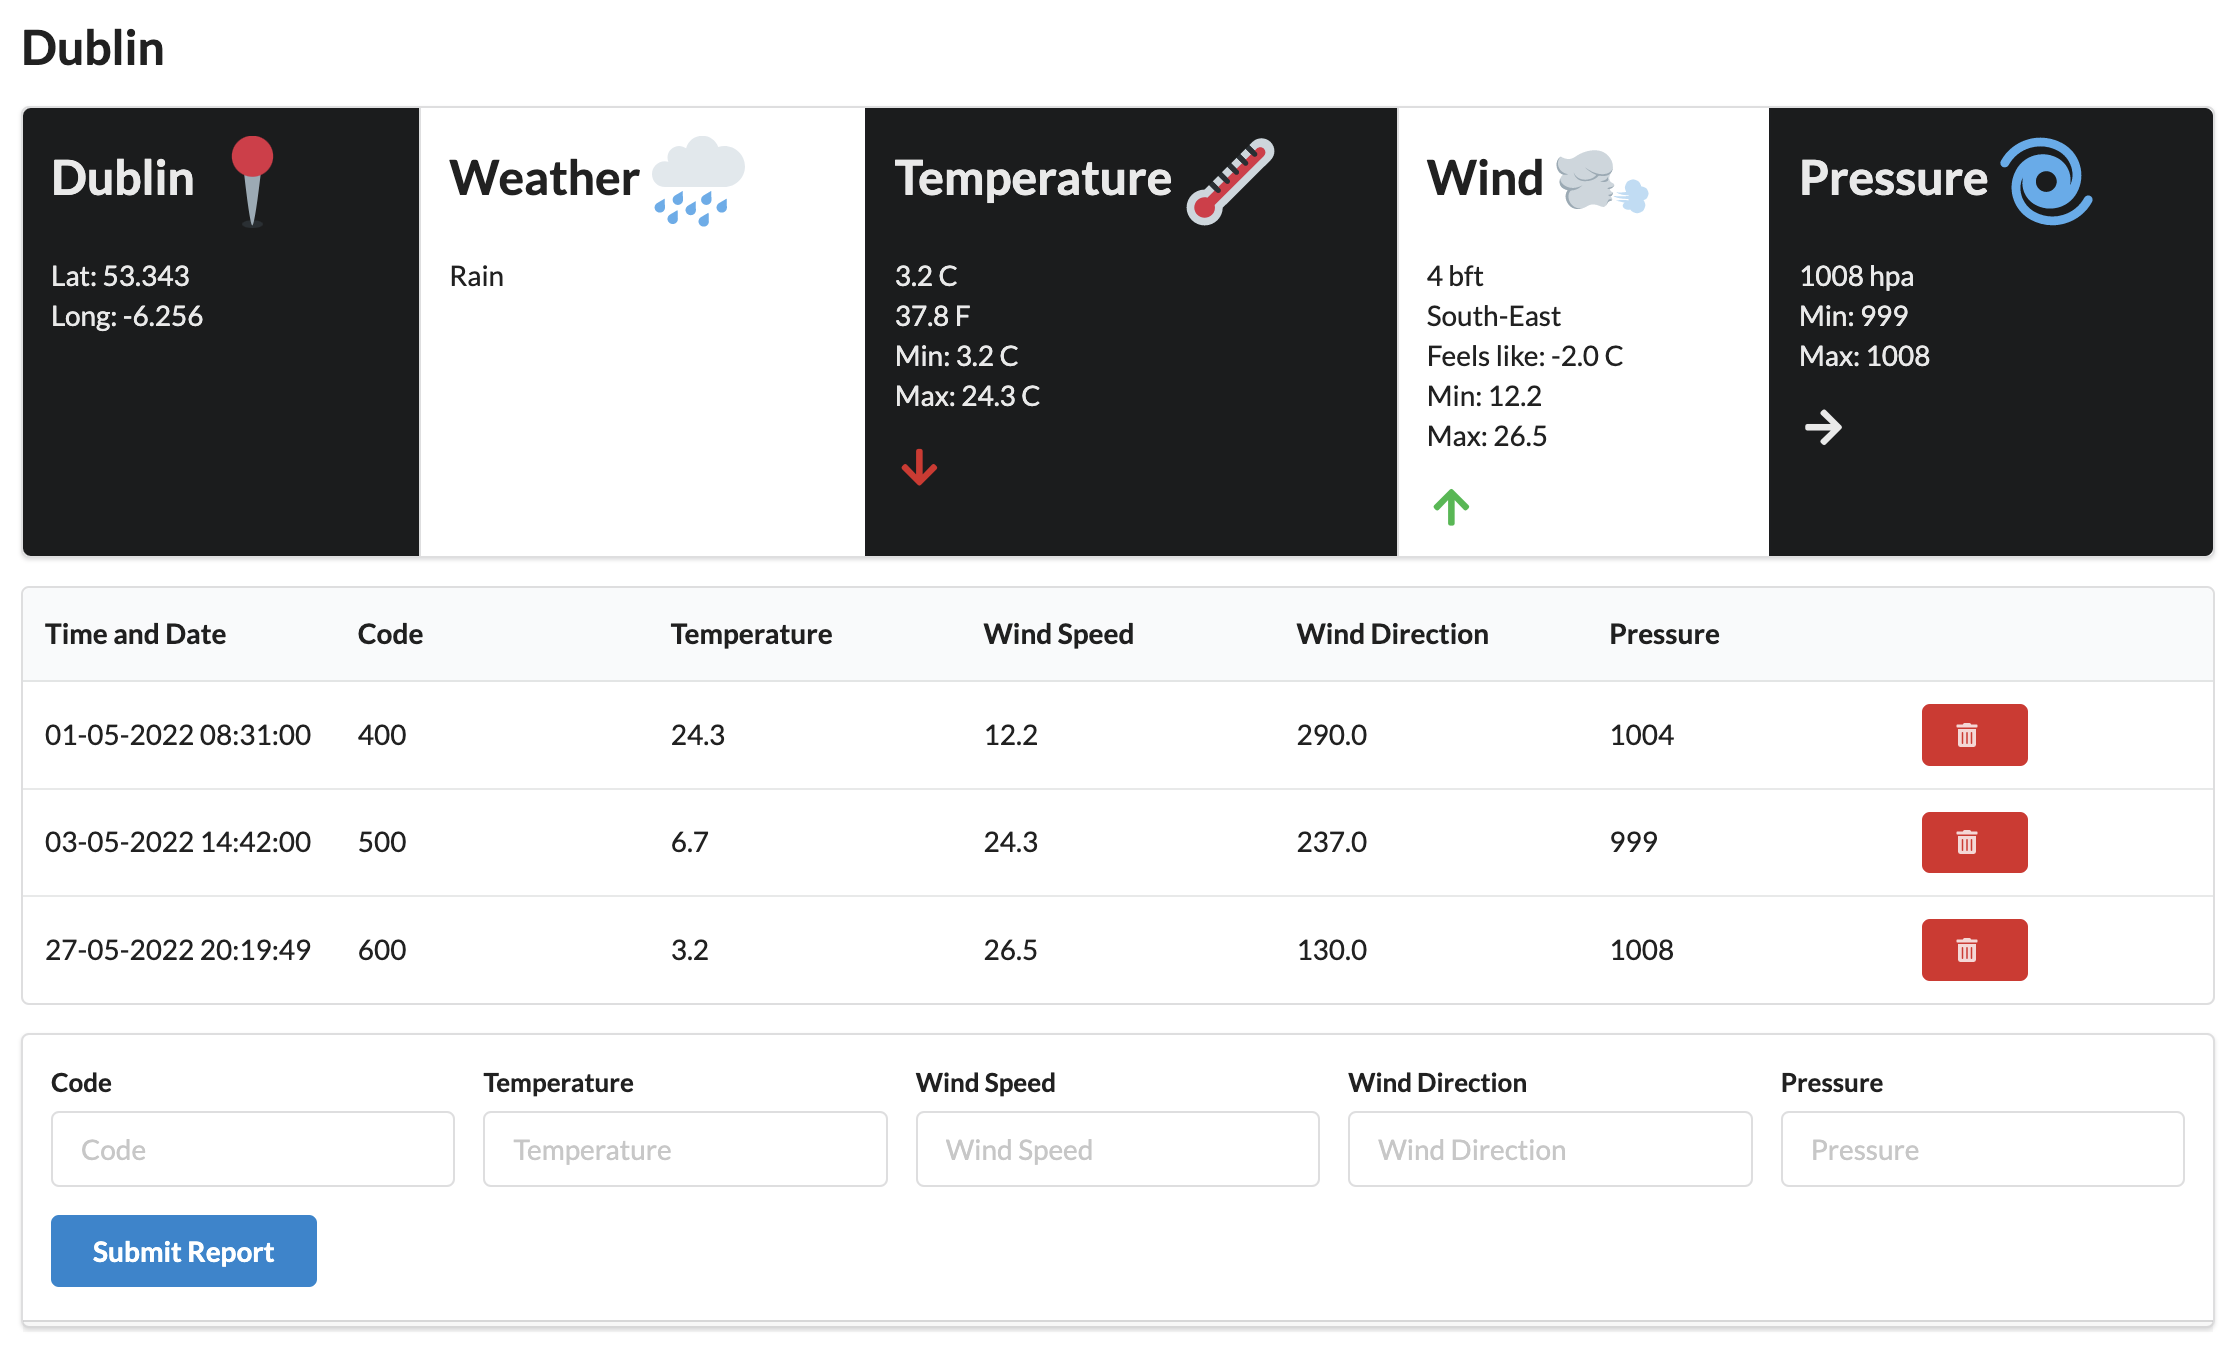 Dublin
Dublin
Lat: 53.343
Long: -6.256
Weather
Rain
Temperature
3.2 C
37.8 F
Min: 3.2 C
Max: 24.3 C
Wind
4 bft
South-East
Feels like: -2.0 C
Min: 12.2
Max: 26.5
Pressure
1008 hpa
Min: 999
Max: 1008
Time and Date Code Temperature Wind Speed Wind Direction Pressure
01-05-2022 08:31:00 400 24.3 12.2 290.0 1004
03-05-2022 14:42:00 500 6.7 24.3 237.0 999
27-05-2022 20:19:49 600 3.2 26.5 130.0 1008
Code Temperature Wind Speed Wind Direction Pressure
Code Temperature Wind Speed Wind Direction Pressure
Submit Report